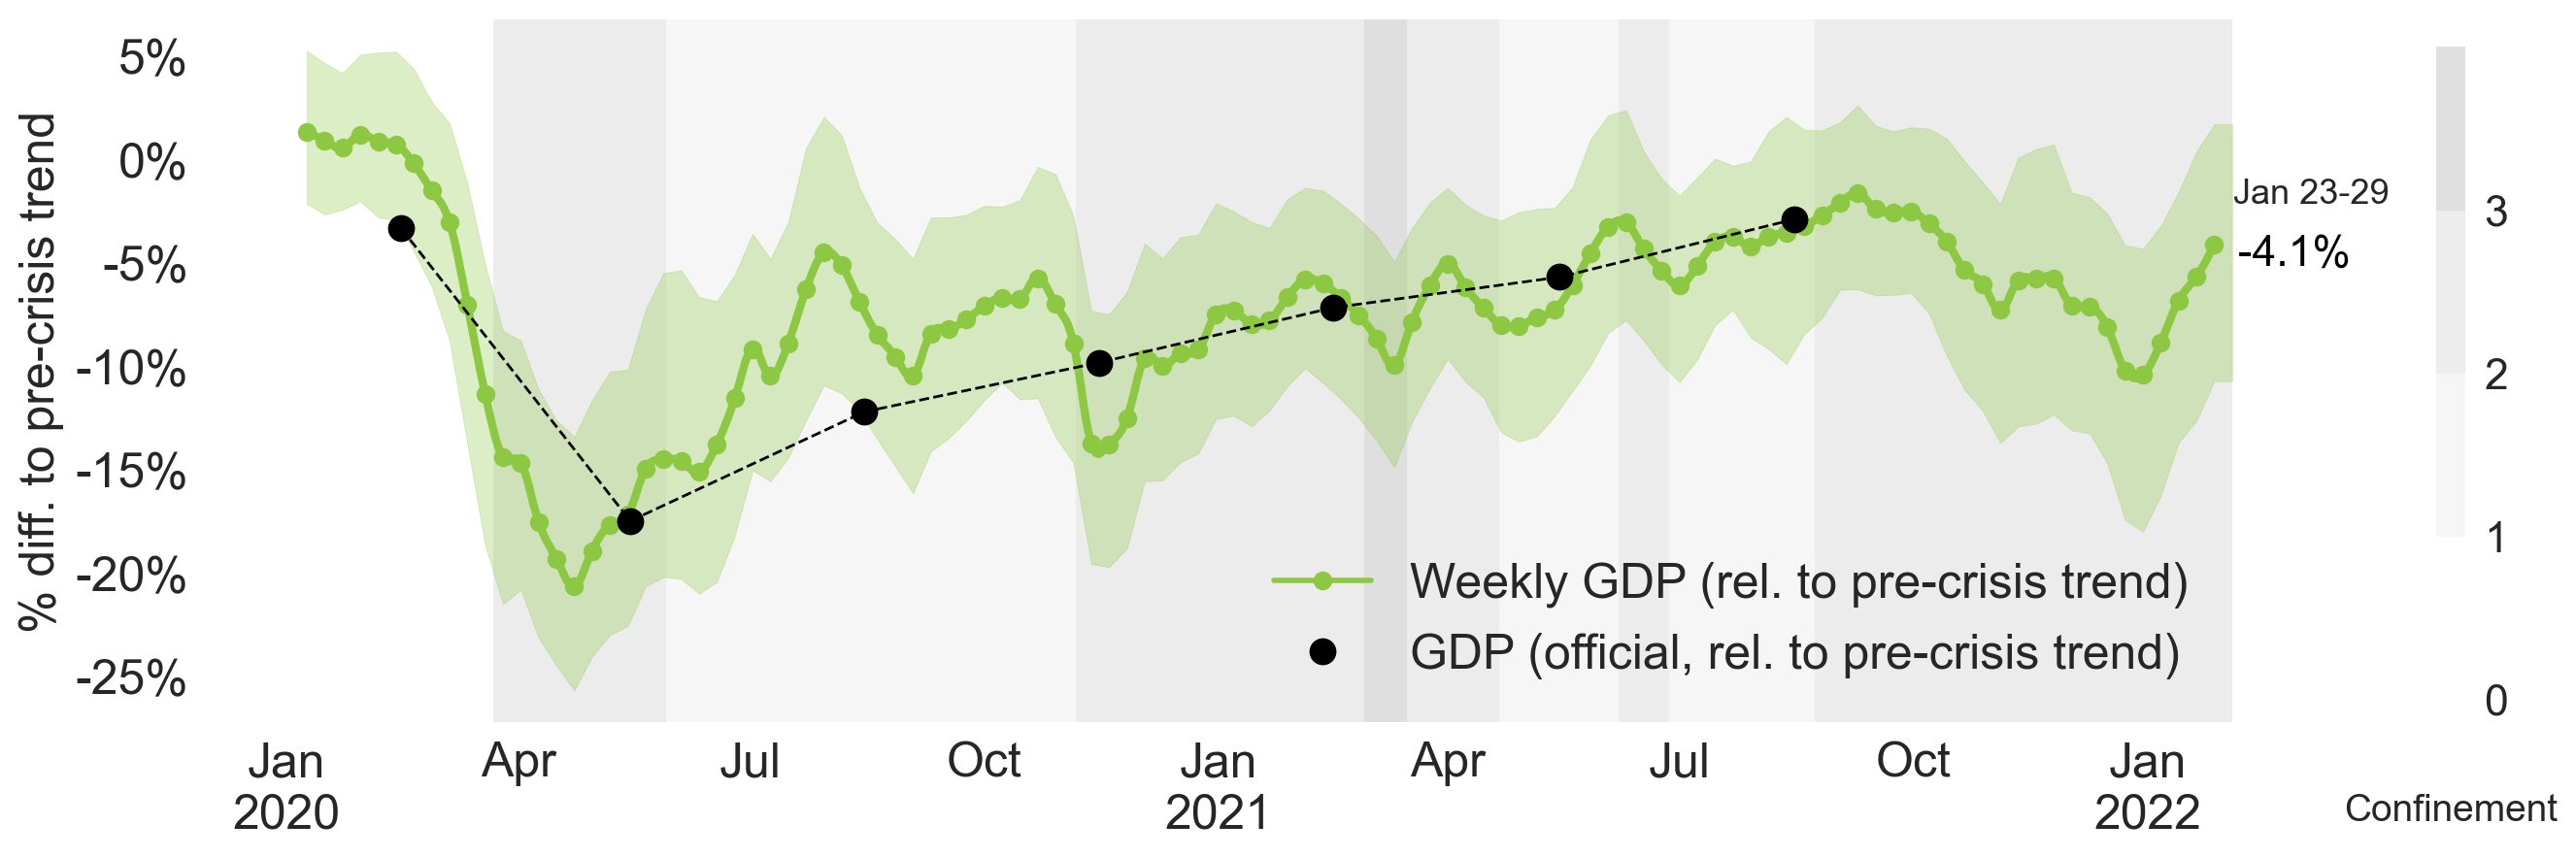 % diff. to pre-crisis trend
5%
0%
-5%
-10%
-15%
-20%
-25%
Jan 23-29
-4.1%
Weekly GDP (rel. to pre-crisis trend)
GDP (official, rel. to pre-crisis trend)
3
2
1
0
Jan Apr Jul Oct Jan Apr Jul Oct Jan
2020 2021 2022
Confinement